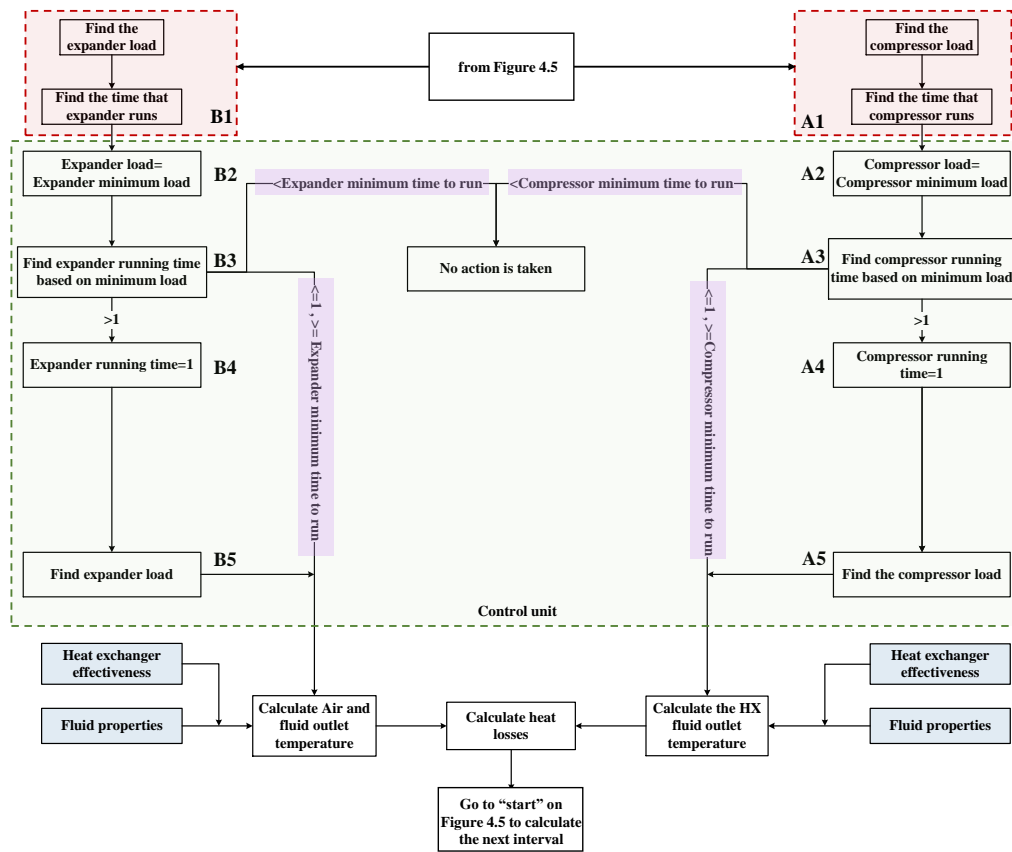 Find the
expander load
from Figure 4.5
Find the
compressor load
Find the time that
expander runs
B1
Find the time that
compressor runs
A1
Expander load=
Expander minimum load
B2
<Expander minimum time to run
<Compressor minimum time to run
A2
Compressor load=
Compressor minimum load
Find expander running time
based on minimum load
B3
No action is taken
A3
Find compressor running
time based on minimum load
>1
<=1 , >= Expander minimum time to run
<=1 , >=Compressor minimum time to run
>1
Expander running time=1
B4
A4
Compressor running
time=1
Find expander load
B5
A5
Find the compressor load
Control unit
Heat exchanger
effectiveness
Heat exchanger
effectiveness
Fluid properties
Calculate Air and
fluid outlet
temperature
Calculate heat
losses
Calculate the HX
fluid outlet
temperature
Fluid properties
Go to “start” on
Figure 4.5 to calculate
the next interval